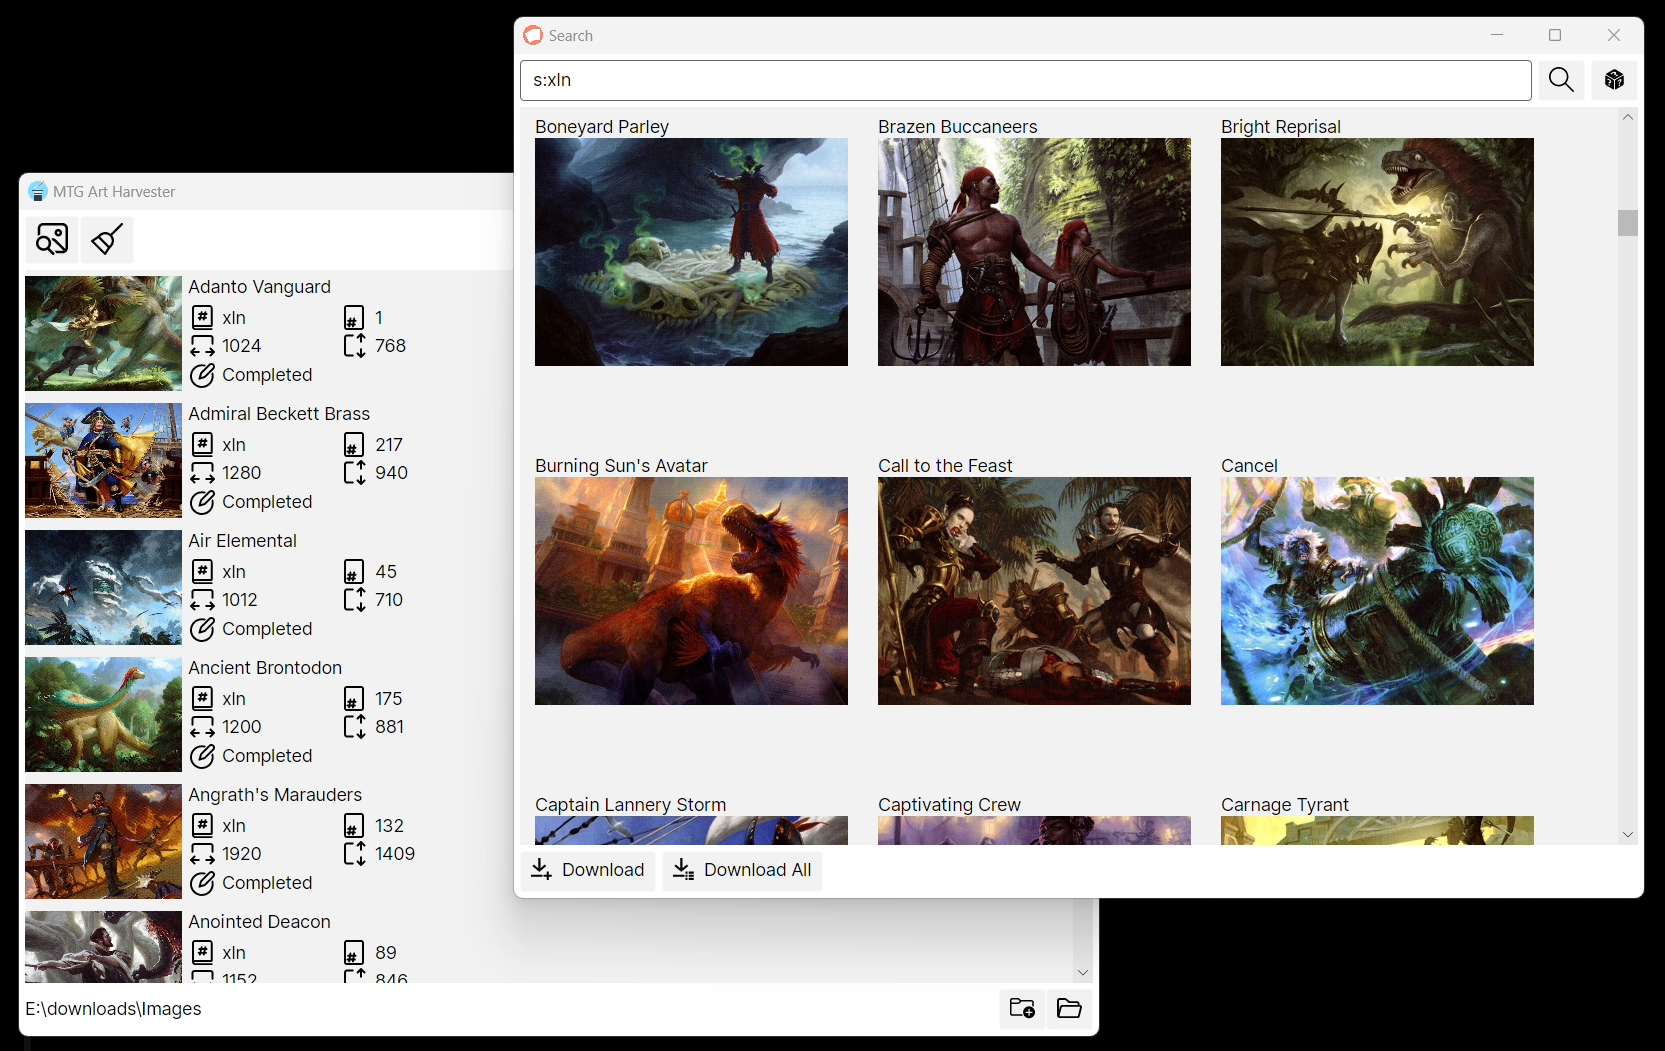 Search
s:xln
Boneyard Parley
Brazen Buccaneers
Bright Reprisal
Burning Sun's Avatar
Call to the Feast
Cancel
Captain Lannery Storm
Captivating Crew
Carnage Tyrant
Download
Download All
MTG Art Harvester
Adanto Vanguard
# xln # 1
1024 768
Completed
Admiral Beckett Brass
# xln # 217
1280 940
Completed
Air Elemental
# xln # 45
1012 710
Completed
Ancient Brontodon
# xln # 175
1200 881
Completed
Angrath's Marauders
# xln # 132
1920 1409
Completed
Anointed Deacon
# xln # 89
1152 846
E:\downloads\Images